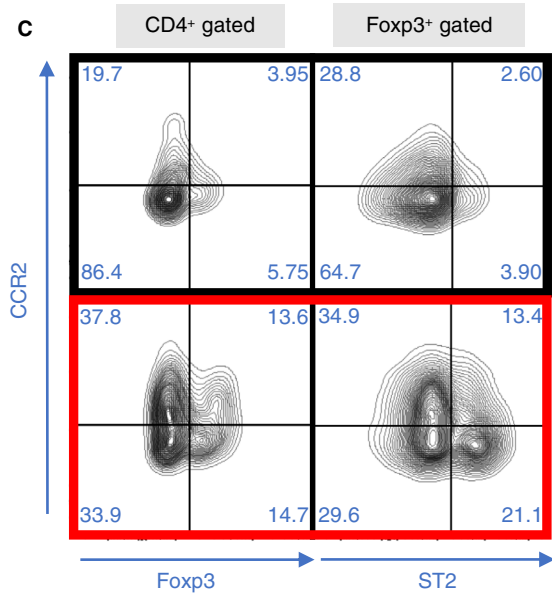 C
CD4⁺ gated
Foxp3⁺ gated
19.7 3.95 28.8 2.60
86.4 5.75 64.7 3.90
37.8 13.6 34.9 13.4
33.9 14.7 29.6 21.1
CCR2
Foxp3
ST2